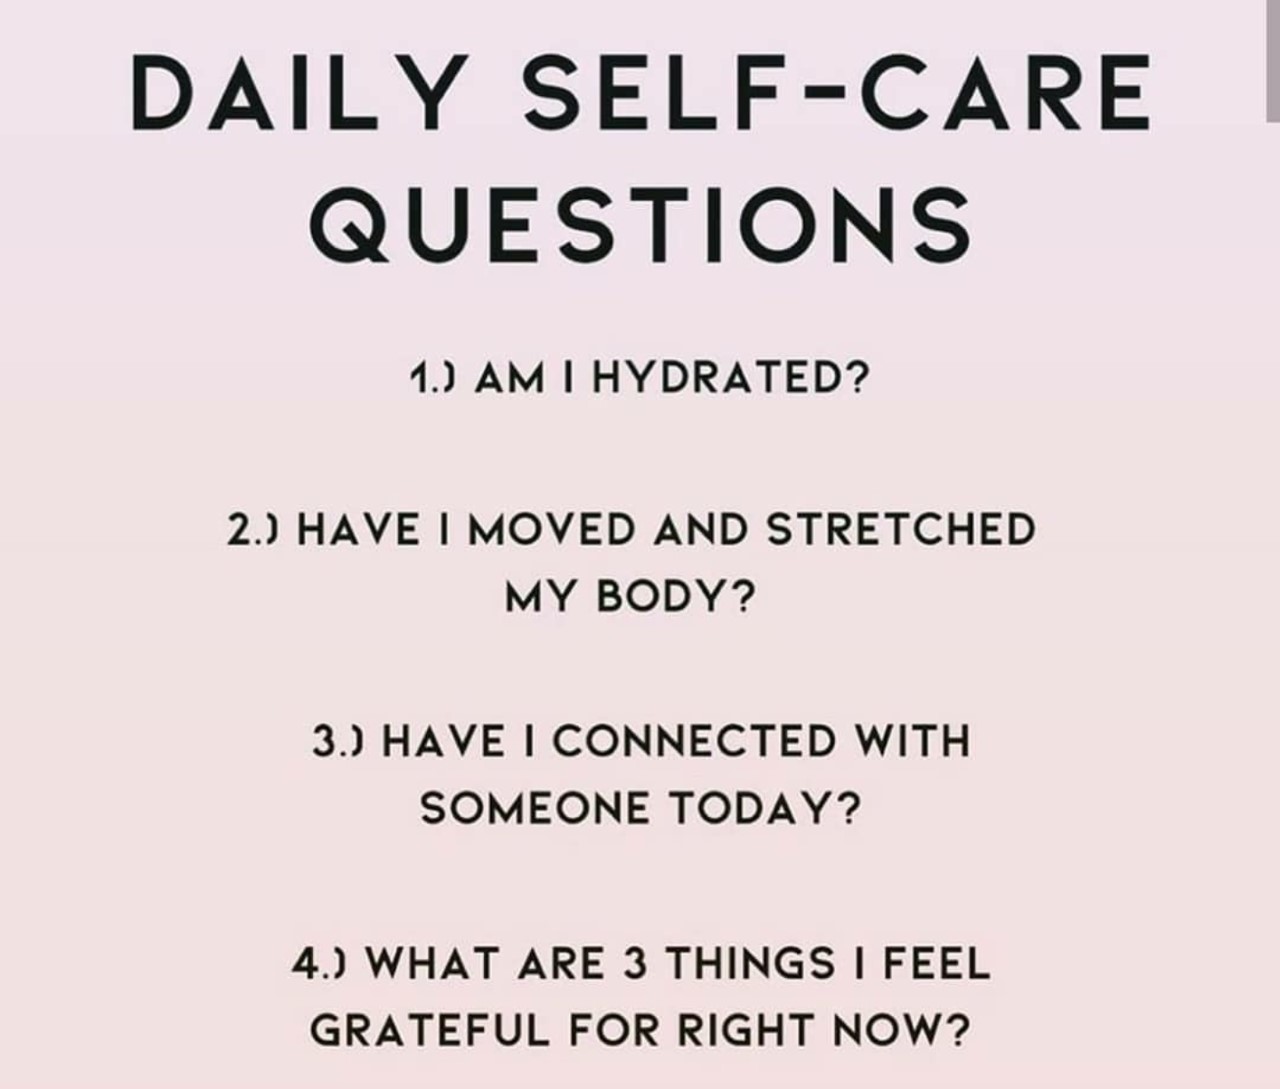 DAILY SELF-CARE
QUESTIONS
1.) AM I HYDRATED?
2.) HAVE I MOVED AND STRETCHED
MY BODY?
3.) HAVE I CONNECTED WITH
SOMEONE TODAY?
4.) WHAT ARE 3 THINGS I FEEL
GRATEFUL FOR RIGHT NOW?